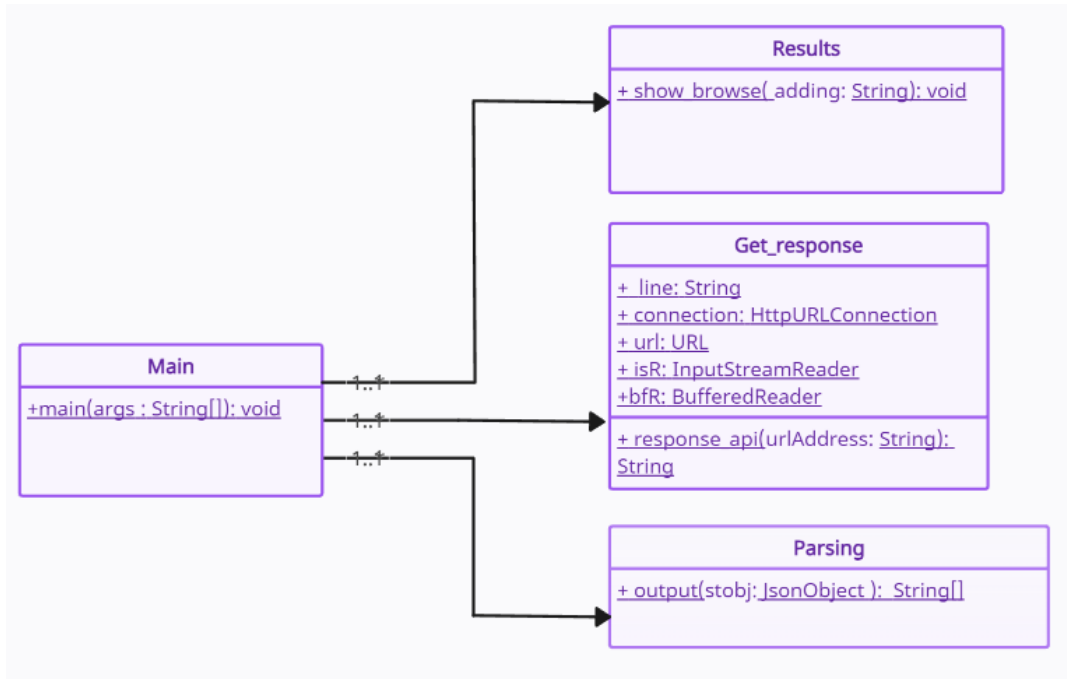 Results
+ show_browse( adding: String): void
Get_response
+ line: String
+ connection: HttpURLConnection
+ url: URL
+ isR: InputStreamReader
+bfR: BufferedReader
+ response_api(urlAddress: String):
String
Main
+main(args : String[]): void
1..1
1..1
1..1
Parsing
+ output(stobj: JsonObject ): String[]